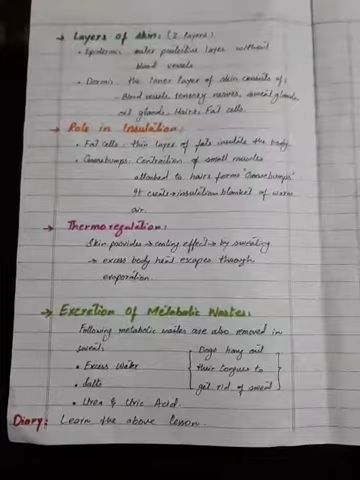 → Layers of Skin: (2 layers)
• Epidermis: outer protective layer without
blood vessels
• Dermis: the inner layer of skin consists of;
- Blood vessels, sensory nerves, sweat glands,
oil glands, Hairs, Fat cells.
→ Role in Insulation:
• Fat cells: thin layer of fats insulate the body
• Goosebumps: Contraction of small muscles
attached to hairs forms "Goosebumps"
It create → insulation blanket of warm
air.
→ Thermoregulation:
Skin provides → cooling effect → by sweating
→ excess body heat escapes through
evaporation.
→ Excretion Of Metabolic Wastes:
Following metabolic wastes are also removed in
sweat; [Dogs hang out
• Excess Water their tongues to
• Salts get rid of sweat]
• Urea & Uric Acid
Diary: Learn the above lesson.